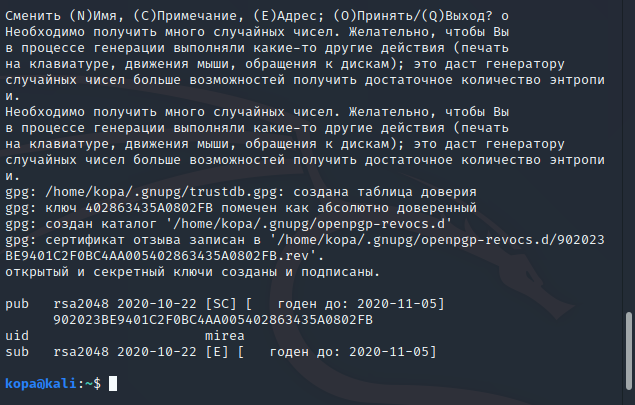 Сменить (N)Имя, (C)Примечание, (E)Адрес; (O)Принять/(Q)Выход? o
Необходимо получить много случайных чисел. Желательно, чтобы Вы
в процессе генерации выполняли какие-то другие действия (печать
на клавиатуре, движения мыши, обращения к дискам); это даст генератору
случайных чисел больше возможностей получить достаточное количество энтропи
и.
Необходимо получить много случайных чисел. Желательно, чтобы Вы
в процессе генерации выполняли какие-то другие действия (печать
на клавиатуре, движения мыши, обращения к дискам); это даст генератору
случайных чисел больше возможностей получить достаточное количество энтропи
и.
gpg: /home/kopa/.gnupg/trustdb.gpg: создана таблица доверия
gpg: ключ 402863435A0802FB помечен как абсолютно доверенный
gpg: создан каталог '/home/kopa/.gnupg/openpgp-revocs.d'
gpg: сертификат отзыва записан в '/home/kopa/.gnupg/openpgp-revocs.d/902023
BE9401C2F0BC4AA005402863435A0802FB.rev'.
открытый и секретный ключи созданы и подписаны.
pub   rsa2048 2020-10-22 [SC] [   годен до: 2020-11-05]
902023BE9401C2F0BC4AA005402863435A0802FB
uid                      mirea
sub   rsa2048 2020-10-22 [E] [   годен до: 2020-11-05]
kopa@kali:~$